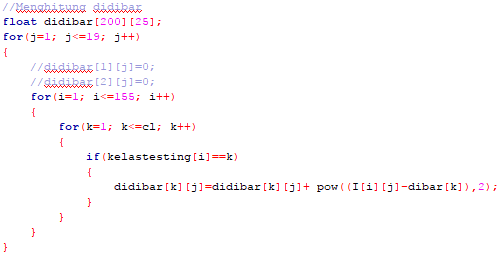 //Menghitung didibar
float didibar[200][25];
for(j=1; j<=19; j++)
{
//didibar[1][j]=0;
//didibar[2][j]=0;
for(i=1; i<=155; i++)
{
for(k=1; k<=cl; k++)
{
if(kelastesting[i]==k)
{
didibar[k][j]=didibar[k][j]+ pow((I[i][j]-dibar[k]),2);
}
}
}
}